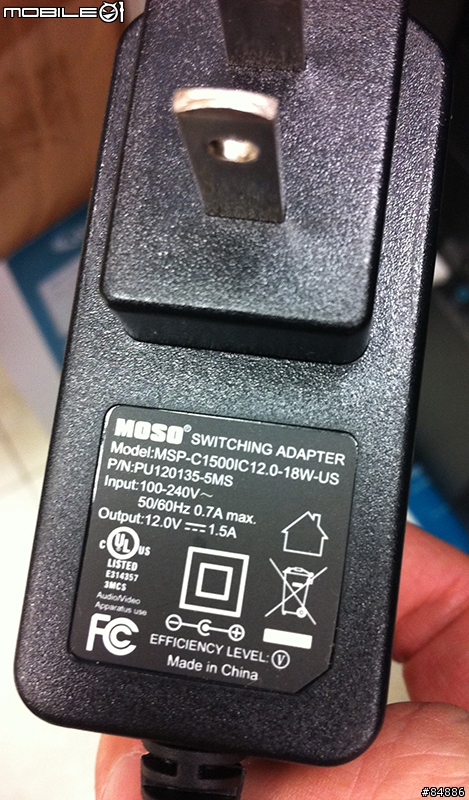 MOBILE01
MOSO® SWITCHING ADAPTER
Model:MSP-C1500IC12.0-18W-US
P/N:PU120135-5MS
Input:100-240V～
50/60Hz 0.7A max.
Output:12.0V⎓1.5A
C UL US
LISTED
E314357
3MCS
Audio/Video
Apparatus use
FC
EFFICIENCY LEVEL: V
Made in China
#84886